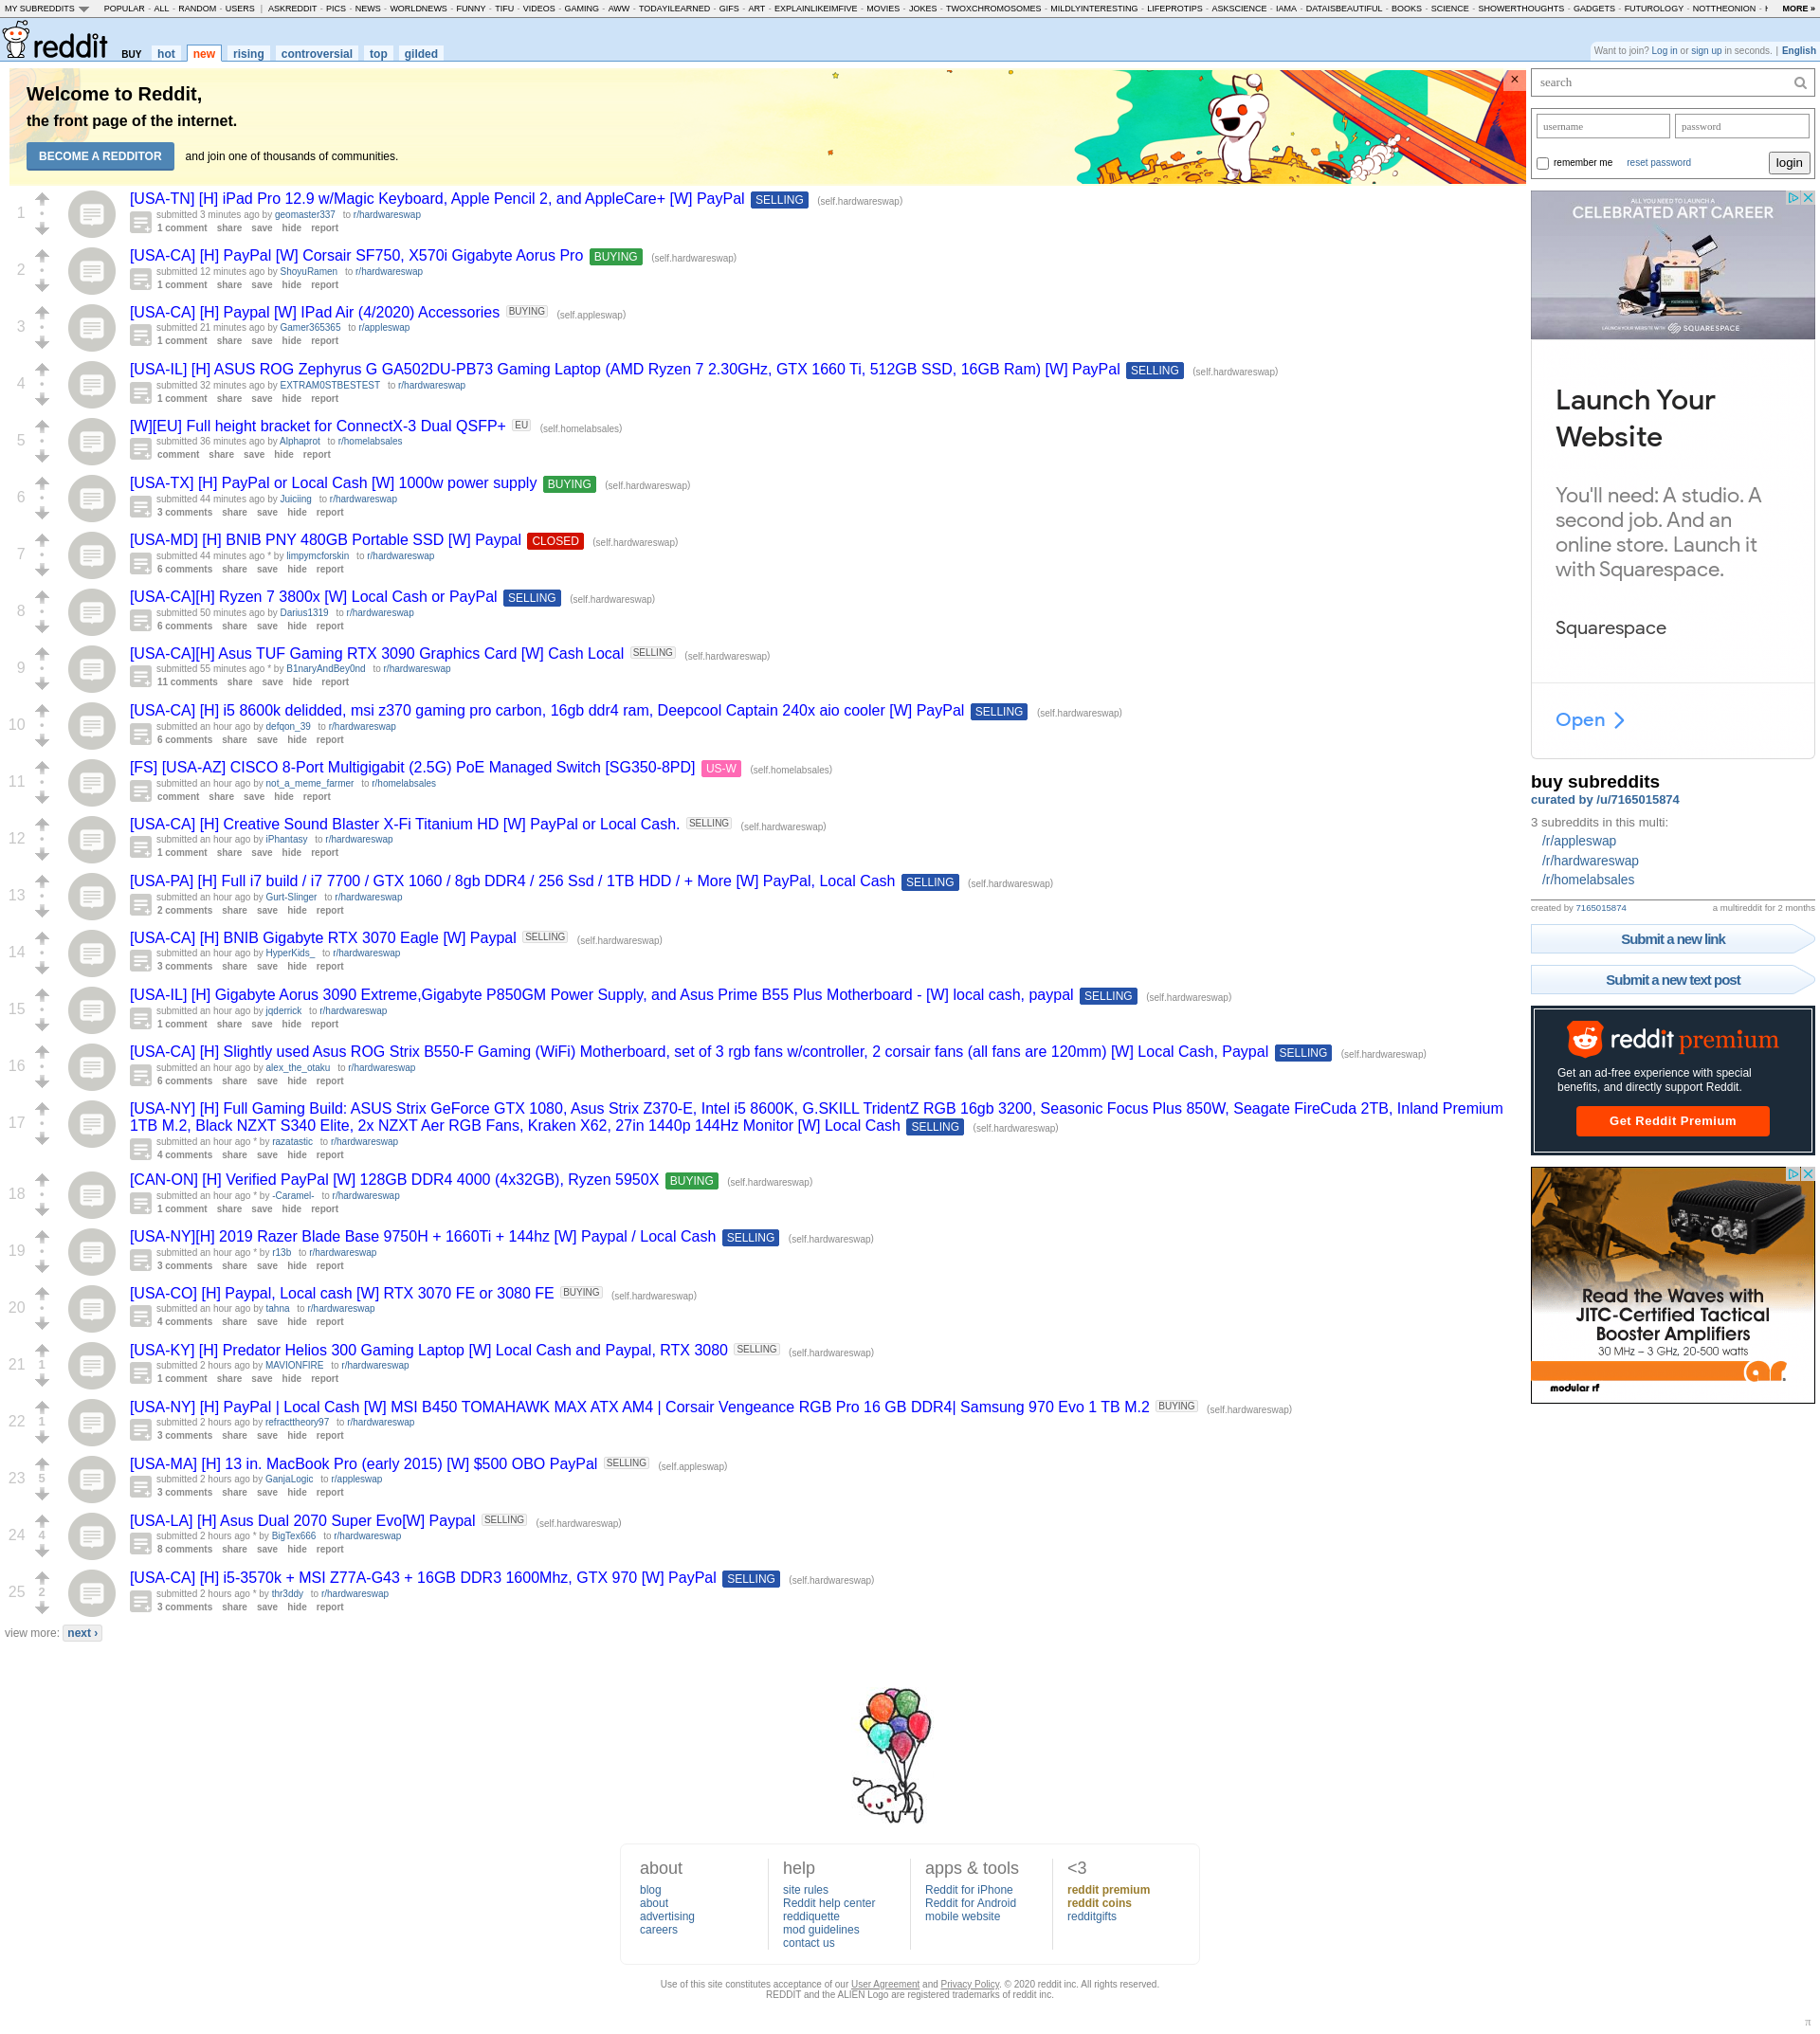 MY SUBREDDITS POPULAR - ALL - RANDOM - USERS | ASKREDDIT - PICS - NEWS - WORLDNEWS - FUNNY - TIFU - VIDEOS - GAMING - AWW - TODAYILEARNED - GIFS - ART - EXPLAINLIKEIMFIVE - MOVIES - JOKES - TWOXCHROMOSOMES - MILDLYINTERESTING - LIFEPROTIPS - ASKSCIENCE - IAMA - DATAISBEAUTIFUL - BOOKS - SCIENCE - SHOWERTHOUGHTS - GADGETS - FUTUROLOGY - NOTTHEONION - MORE »
reddit BUY hot new rising controversial top gilded
Want to join? Log in or sign up in seconds. | English
Welcome to Reddit,
the front page of the internet.
BECOME A REDDITOR and join one of thousands of communities.
×
1
[USA-TN] [H] iPad Pro 12.9 w/Magic Keyboard, Apple Pencil 2, and AppleCare+ [W] PayPal SELLING (self.hardwareswap)
submitted 3 minutes ago by geomaster337 to r/hardwareswap
1 comment share save hide report
2
[USA-CA] [H] PayPal [W] Corsair SF750, X570i Gigabyte Aorus Pro BUYING (self.hardwareswap)
submitted 12 minutes ago by ShoyuRamen to r/hardwareswap
1 comment share save hide report
3
[USA-CA] [H] Paypal [W] IPad Air (4/2020) Accessories BUYING (self.appleswap)
submitted 21 minutes ago by Gamer365365 to r/appleswap
1 comment share save hide report
4
[USA-IL] [H] ASUS ROG Zephyrus G GA502DU-PB73 Gaming Laptop (AMD Ryzen 7 2.30GHz, GTX 1660 Ti, 512GB SSD, 16GB Ram) [W] PayPal SELLING (self.hardwareswap)
submitted 32 minutes ago by EXTRAM0STBESTEST to r/hardwareswap
1 comment share save hide report
5
[W][EU] Full height bracket for ConnectX-3 Dual QSFP+ EU (self.homelabsales)
submitted 36 minutes ago by Alphaprot to r/homelabsales
comment share save hide report
6
[USA-TX] [H] PayPal or Local Cash [W] 1000w power supply BUYING (self.hardwareswap)
submitted 44 minutes ago by Juiciing to r/hardwareswap
3 comments share save hide report
7
[USA-MD] [H] BNIB PNY 480GB Portable SSD [W] Paypal CLOSED (self.hardwareswap)
submitted 44 minutes ago * by limpymcforskin to r/hardwareswap
6 comments share save hide report
8
[USA-CA][H] Ryzen 7 3800x [W] Local Cash or PayPal SELLING (self.hardwareswap)
submitted 50 minutes ago by Darius1319 to r/hardwareswap
6 comments share save hide report
9
[USA-CA][H] Asus TUF Gaming RTX 3090 Graphics Card [W] Cash Local SELLING (self.hardwareswap)
submitted 55 minutes ago * by B1naryAndBey0nd to r/hardwareswap
11 comments share save hide report
10
[USA-CA] [H] i5 8600k delidded, msi z370 gaming pro carbon, 16gb ddr4 ram, Deepcool Captain 240x aio cooler [W] PayPal SELLING (self.hardwareswap)
submitted an hour ago by defqon_39 to r/hardwareswap
6 comments share save hide report
11
[FS] [USA-AZ] CISCO 8-Port Multigigabit (2.5G) PoE Managed Switch [SG350-8PD] US-W (self.homelabsales)
submitted an hour ago by not_a_meme_farmer to r/homelabsales
comment share save hide report
12
[USA-CA] [H] Creative Sound Blaster X-Fi Titanium HD [W] PayPal or Local Cash. SELLING (self.hardwareswap)
submitted an hour ago by iPhantasy to r/hardwareswap
1 comment share save hide report
13
[USA-PA] [H] Full i7 build / i7 7700 / GTX 1060 / 8gb DDR4 / 256 Ssd / 1TB HDD / + More [W] PayPal, Local Cash SELLING (self.hardwareswap)
submitted an hour ago by Gurt-Slinger to r/hardwareswap
2 comments share save hide report
14
[USA-CA] [H] BNIB Gigabyte RTX 3070 Eagle [W] Paypal SELLING (self.hardwareswap)
submitted an hour ago by HyperKids_ to r/hardwareswap
3 comments share save hide report
15
[USA-IL] [H] Gigabyte Aorus 3090 Extreme,Gigabyte P850GM Power Supply, and Asus Prime B55 Plus Motherboard - [W] local cash, paypal SELLING (self.hardwareswap)
submitted an hour ago by jqderrick to r/hardwareswap
1 comment share save hide report
16
[USA-CA] [H] Slightly used Asus ROG Strix B550-F Gaming (WiFi) Motherboard, set of 3 rgb fans w/controller, 2 corsair fans (all fans are 120mm) [W] Local Cash, Paypal SELLING (self.hardwareswap)
submitted an hour ago by alex_the_otaku to r/hardwareswap
6 comments share save hide report
17
[USA-NY] [H] Full Gaming Build: ASUS Strix GeForce GTX 1080, Asus Strix Z370-E, Intel i5 8600K, G.SKILL TridentZ RGB 16gb 3200, Seasonic Focus Plus 850W, Seagate FireCuda 2TB, Inland Premium
1TB M.2, Black NZXT S340 Elite, 2x NZXT Aer RGB Fans, Kraken X62, 27in 1440p 144Hz Monitor [W] Local Cash SELLING (self.hardwareswap)
submitted an hour ago * by razatastic to r/hardwareswap
4 comments share save hide report
18
[CAN-ON] [H] Verified PayPal [W] 128GB DDR4 4000 (4x32GB), Ryzen 5950X BUYING (self.hardwareswap)
submitted an hour ago * by -Caramel- to r/hardwareswap
1 comment share save hide report
19
[USA-NY][H] 2019 Razer Blade Base 9750H + 1660Ti + 144hz [W] Paypal / Local Cash SELLING (self.hardwareswap)
submitted an hour ago * by r13b to r/hardwareswap
3 comments share save hide report
20
[USA-CO] [H] Paypal, Local cash [W] RTX 3070 FE or 3080 FE BUYING (self.hardwareswap)
submitted an hour ago by tahna to r/hardwareswap
4 comments share save hide report
21 1
[USA-KY] [H] Predator Helios 300 Gaming Laptop [W] Local Cash and Paypal, RTX 3080 SELLING (self.hardwareswap)
submitted 2 hours ago by MAVIONFIRE to r/hardwareswap
1 comment share save hide report
22 1
[USA-NY] [H] PayPal | Local Cash [W] MSI B450 TOMAHAWK MAX ATX AM4 | Corsair Vengeance RGB Pro 16 GB DDR4| Samsung 970 Evo 1 TB M.2 BUYING (self.hardwareswap)
submitted 2 hours ago by refracttheory97 to r/hardwareswap
3 comments share save hide report
23 5
[USA-MA] [H] 13 in. MacBook Pro (early 2015) [W] $500 OBO PayPal SELLING (self.appleswap)
submitted 2 hours ago by GanjaLogic to r/appleswap
3 comments share save hide report
24 4
[USA-LA] [H] Asus Dual 2070 Super Evo[W] Paypal SELLING (self.hardwareswap)
submitted 2 hours ago * by BigTex666 to r/hardwareswap
8 comments share save hide report
25 2
[USA-CA] [H] i5-3570k + MSI Z77A-G43 + 16GB DDR3 1600Mhz, GTX 970 [W] PayPal SELLING (self.hardwareswap)
submitted 2 hours ago * by thr3ddy to r/hardwareswap
3 comments share save hide report
view more: next ›
search
username password
remember me reset password login
ALL YOU NEED TO LAUNCH A
CELEBRATED ART CAREER
LAUNCH YOUR WEBSITE WITH SQUARESPACE
Launch Your
Website
You'll need: A studio. A
second job. And an
online store. Launch it
with Squarespace.
Squarespace
Open
buy subreddits
curated by /u/7165015874
3 subreddits in this multi:
/r/appleswap
/r/hardwareswap
/r/homelabsales
created by 7165015874 a multireddit for 2 months
Submit a new link
Submit a new text post
reddit premium
Get an ad-free experience with special
benefits, and directly support Reddit.
Get Reddit Premium
Read the Waves with
JITC-Certified Tactical
Booster Amplifiers
30 MHz – 3 GHz, 20-500 watts
ar
modular rf
about
blog
about
advertising
careers
help
site rules
Reddit help center
reddiquette
mod guidelines
contact us
apps & tools
Reddit for iPhone
Reddit for Android
mobile website
<3
reddit premium
reddit coins
redditgifts
Use of this site constitutes acceptance of our User Agreement and Privacy Policy. © 2020 reddit inc. All rights reserved.
REDDIT and the ALIEN Logo are registered trademarks of reddit inc.
π